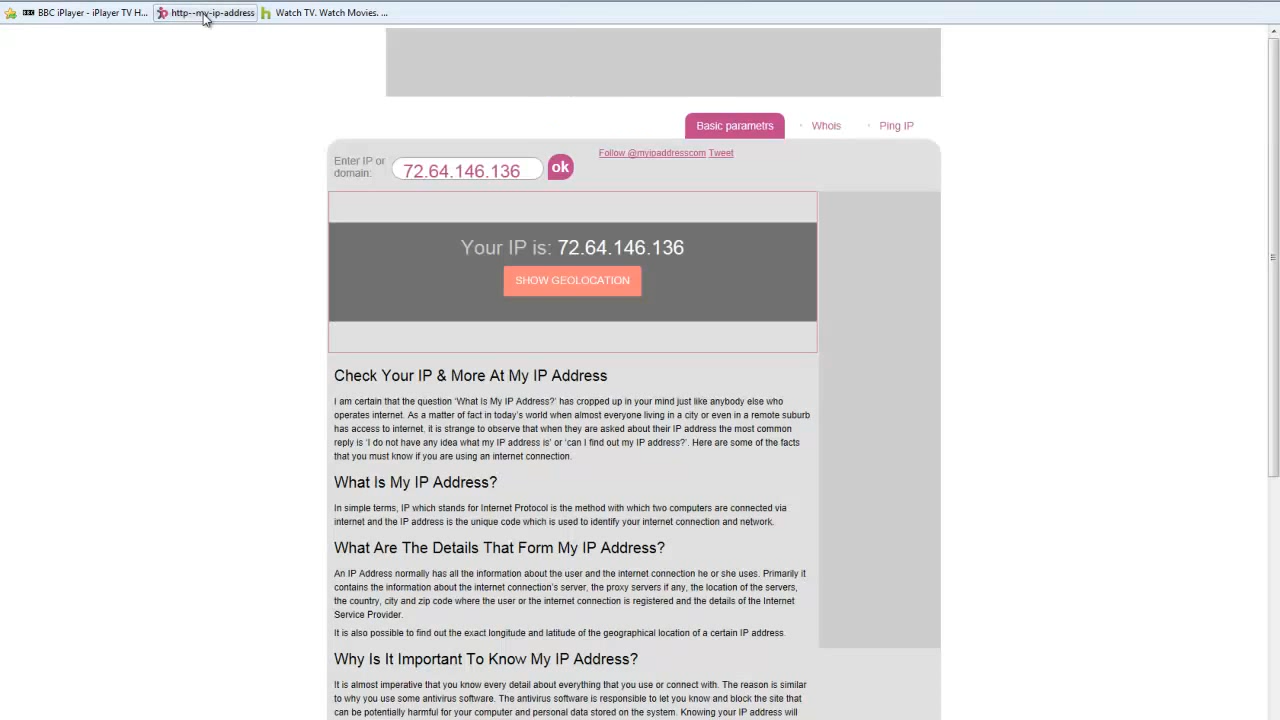 BBC iPlayer - iPlayer TV H... http--my-ip-address Watch TV. Watch Movies. ...
Basic parametrs Whois Ping IP
Follow @myipaddresscom Tweet
Enter IP or
domain:
72.64.146.136 ok
Your IP is: 72.64.146.136
SHOW GEOLOCATION
Check Your IP & More At My IP Address
I am certain that the question ‘What Is My IP Address?’ has cropped up in your mind just like anybody else who
operates internet. As a matter of fact in today’s world when almost everyone living in a city or even in a remote suburb
has access to internet, it is strange to observe that when they are asked about their IP address the most common
reply is ‘I do not have any idea what my IP address is’ or ‘can I find out my IP address?’. Here are some of the facts
that you must know if you are using an internet connection.
What Is My IP Address?
In simple terms, IP which stands for Internet Protocol is the method with which two computers are connected via
internet and the IP address is the unique code which is used to identify your internet connection and network.
What Are The Details That Form My IP Address?
An IP Address normally has all the information about the user and the internet connection he or she uses. Primarily it
contains the information about the internet connection’s server, the proxy servers if any, the location of the servers,
the country, city and zip code where the user or the internet connection is registered and the details of the Internet
Service Provider.
It is also possible to find out the exact longitude and latitude of the geographical location of a certain IP address.
Why Is It Important To Know My IP Address?
It is almost imperative that you know every detail about everything that you use or connect with. The reason is similar
to why you use some antivirus software. The antivirus software is responsible to let you know and block the site that
can be potentially harmful for your computer and personal data stored on the system. Knowing your IP address will